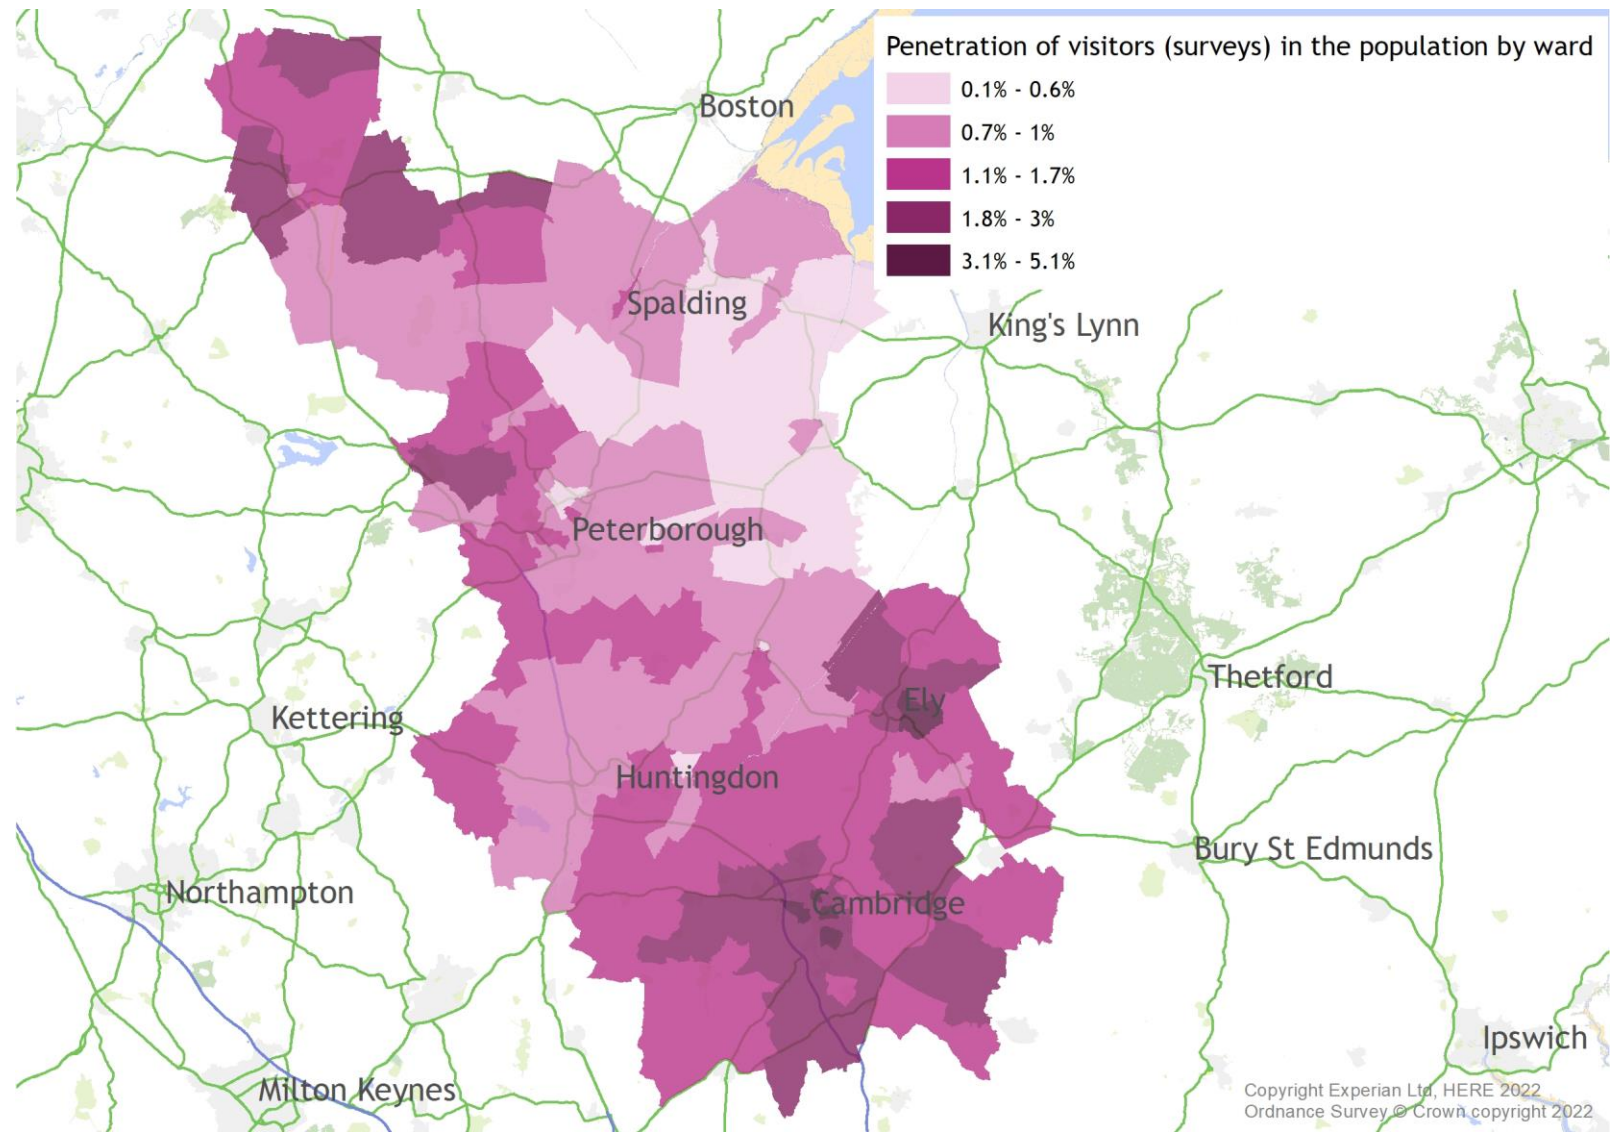 Penetration of visitors (surveys) in the population by ward
0.1% - 0.6%
0.7% - 1%
1.1% - 1.7%
1.8% - 3%
3.1% - 5.1%
Boston
Spalding
King's Lynn
Peterborough
Thetford
Ely
Kettering
Huntingdon
Bury St Edmunds
Northampton
Cambridge
Ipswich
Milton Keynes
Copyright Experian Ltd, HERE 2022
Ordnance Survey © Crown copyright 2022